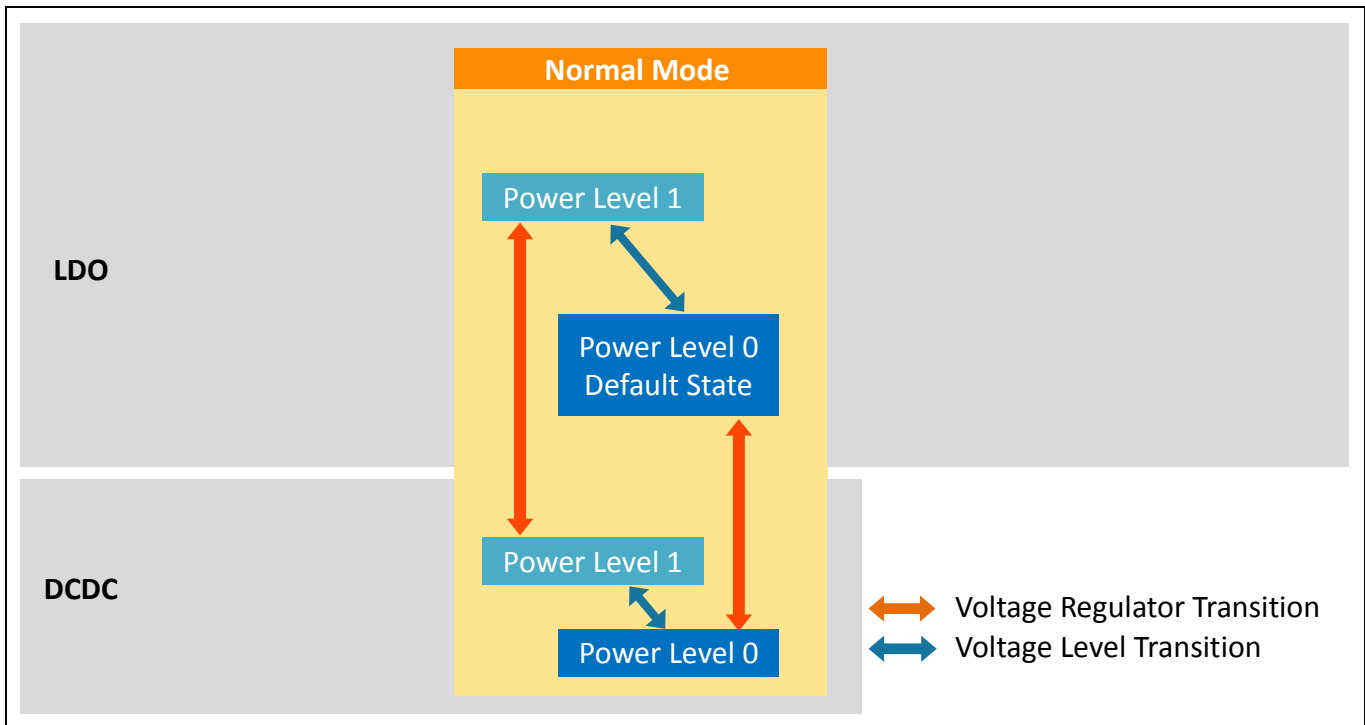 Normal Mode
Power Level 1
LDO
Power Level 0
Default State
Power Level 1
DCDC
Power Level 0
Voltage Regulator Transition
Voltage Level Transition